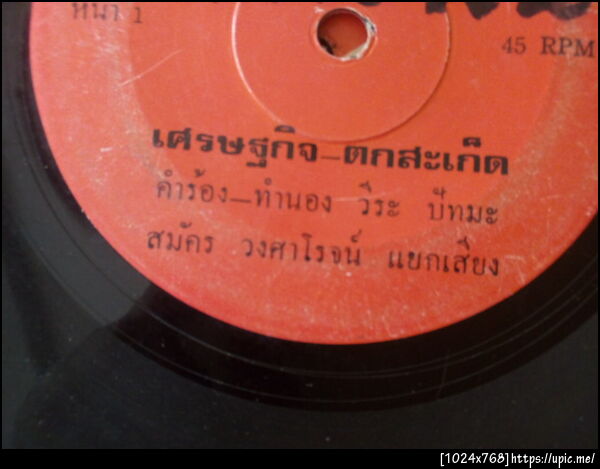 หน้า 1
45 RPM
เศรษฐกิจ-ตกสะเก็ด
คำร้อง-ทำนอง วีระ ปัทมะ
สมัคร วงศาโรจน์ แยกเสียง
[1024x768]https://upic.me/